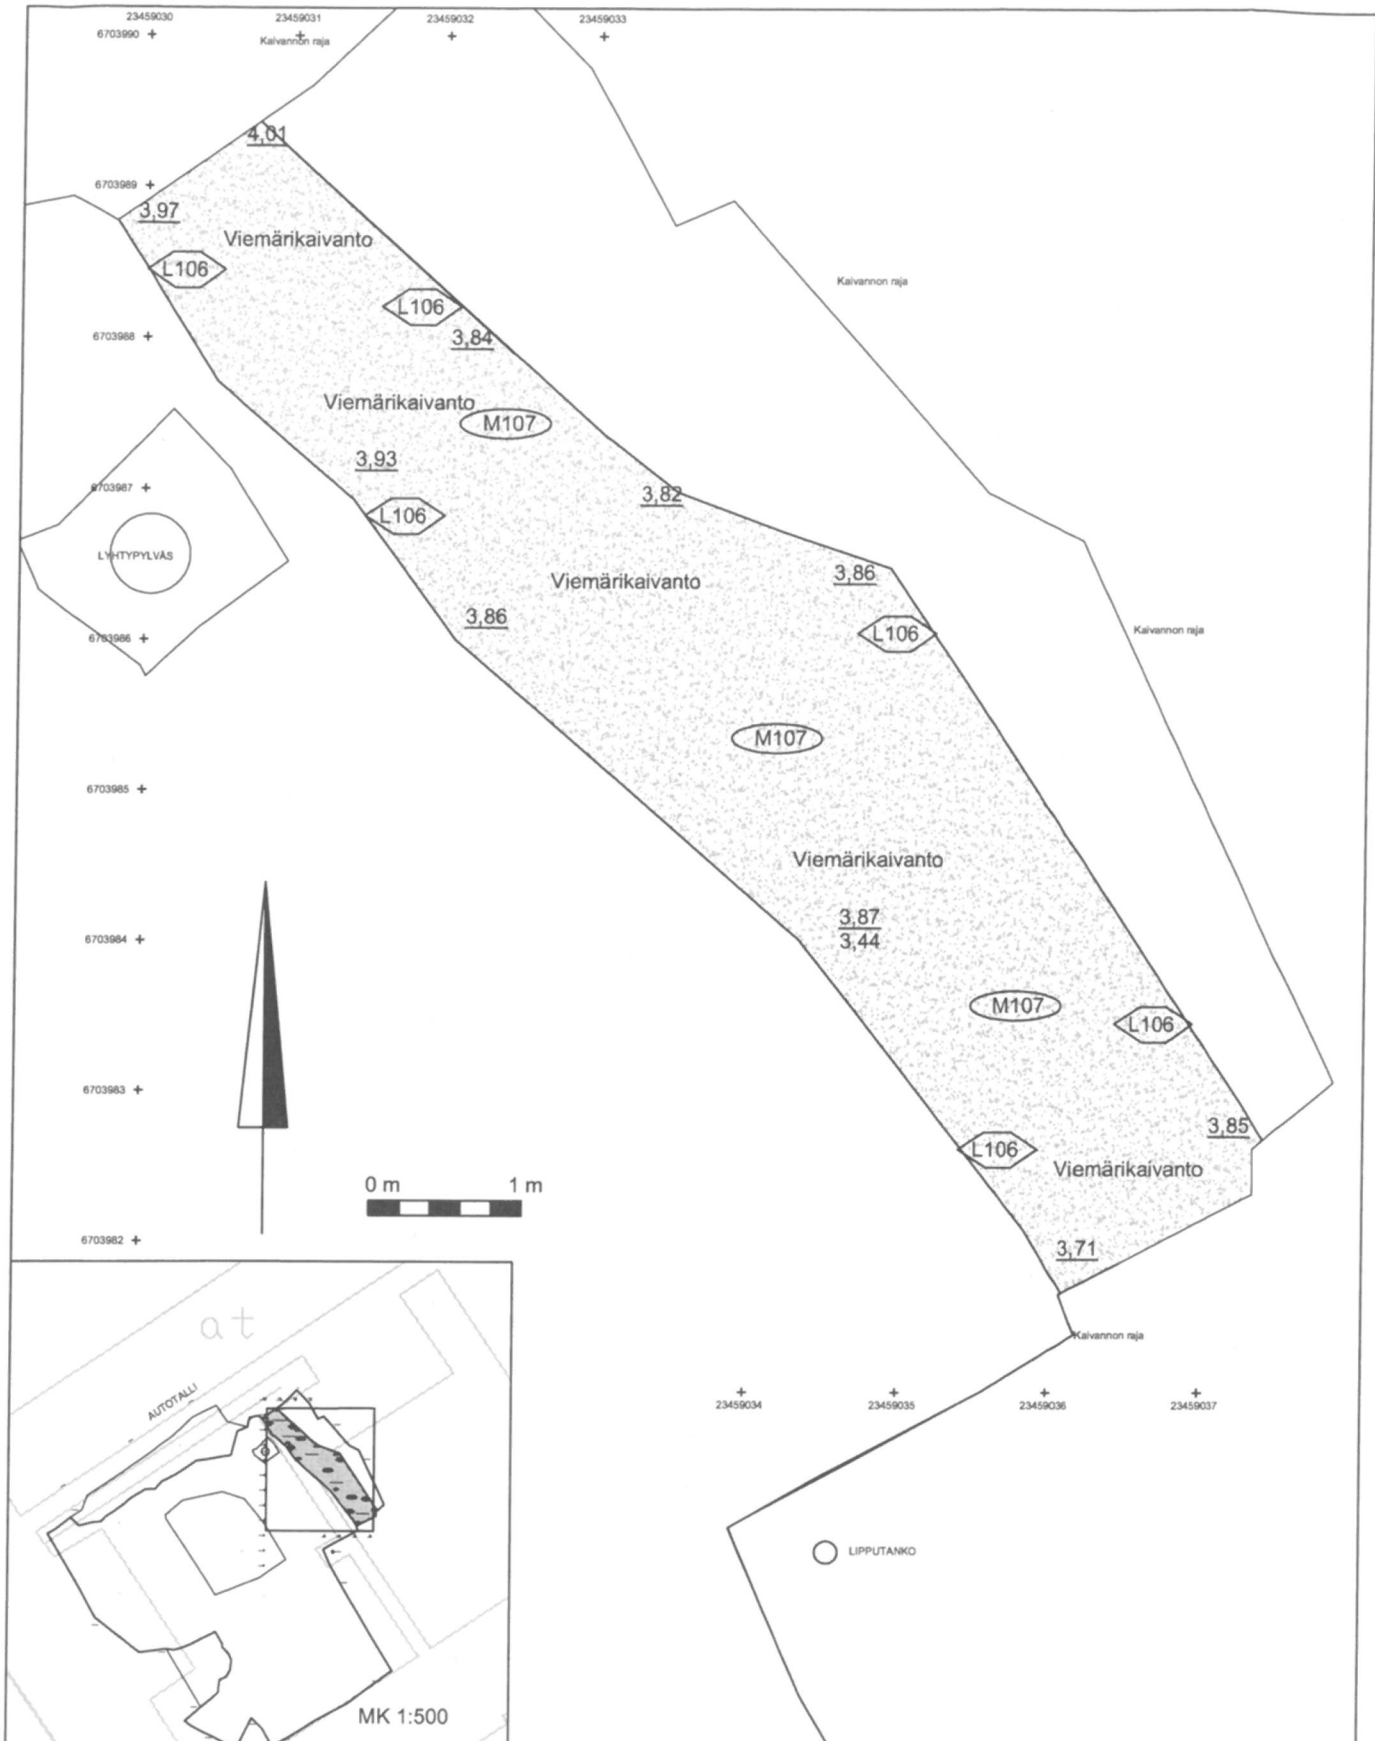 23459030 23459031 23459032 23459033
6703990
Kaivannon raja
4,01
6703989
3,97
Viemärikaivanto
L106
Kaivannon raja
L106
6703988
3,84
Viemärikaivanto
M107
3,93
6703987
3,82
L106
LYHTYPYLVÄS
Viemärikaivanto
3,86
3,86
Kaivannon raja
L106
6703986
M107
6703985
Viemärikaivanto
3,87
3,44
6703984
M107
L106
6703983
3,85
L106
Viemärikaivanto
0 m 1 m
6703982
3,71
at
Kaivannon raja
AUTOTALLI
23459034 23459035 23459036 23459037
LIPPUTANKO
MK 1:500